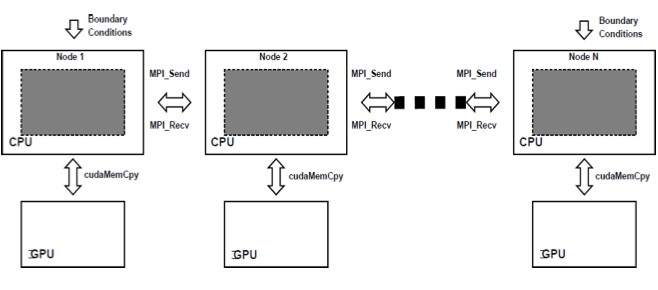 Boundary
Conditions
Boundary
Conditions
Node 1
Node 2
Node N
MPI_Send
MPI_Send
MPI_Send
MPI_Recv
MPI_Recv
MPI_Recv
CPU
CPU
CPU
cudaMemCpy
cudaMemCpy
cudaMemCpy
GPU
GPU
GPU